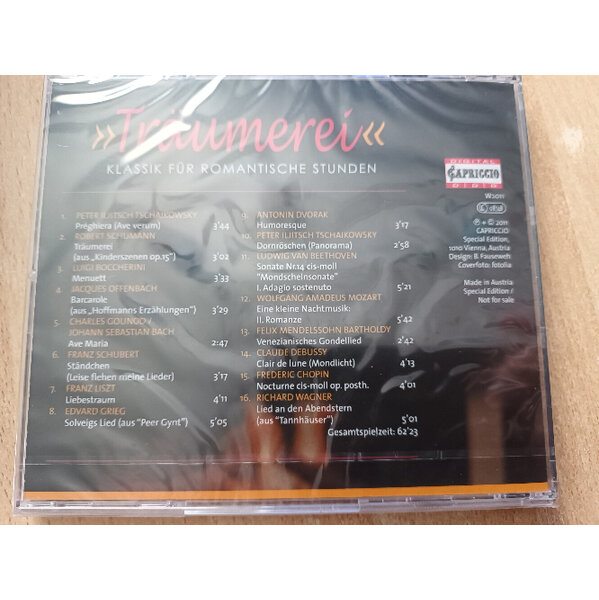 »Träumerei«
KLASSIK FÜR ROMANTISCHE STUNDEN
1. PETER ILJITSCH TSCHAIKOWSKY
Préghiera (Ave verum) 3'44
2. ROBERT SCHUMANN
Träumerei
(aus „Kinderszenen op.15") 3'02
3. LUIGI BOCCHERINI
Menuett 3'33
4. JACQUES OFFENBACH
Barcarole
(aus „Hoffmanns Erzählungen") 3'29
5. CHARLES GOUNOD /
JOHANN SEBASTIAN BACH
Ave Maria 2:47
6. FRANZ SCHUBERT
Ständchen
(Leise flehen meine Lieder) 3'17
7. FRANZ LISZT
Liebestraum 4'11
8. EDVARD GRIEG
Solveigs Lied (aus "Peer Gynt") 5'05
9. ANTONIN DVORAK
Humoresque 3'17
10. PETER ILJITSCH TSCHAIKOWSKY
Dornröschen (Panorama) 2'58
11. LUDWIG VAN BEETHOVEN
Sonate Nr.14 cis-moll
"Mondscheinsonate"
I. Adagio sostenuto 5'21
12. WOLFGANG AMADEUS MOZART
Eine kleine Nachtmusik:
II. Romanze 5'42
13. FELIX MENDELSSOHN BARTHOLDY
Venezianisches Gondellied 2'42
14. CLAUDE DEBUSSY
Clair de lune (Mondlicht) 4'13
15. FREDERIC CHOPIN
Nocturne cis-moll op. posth. 4'01
16. RICHARD WAGNER
Lied an den Abendstern
(aus "Tannhäuser") 5'01
Gesamtspielzeit: 62'23
DIGITAL
CAPRICCIO
W2011
℗ + © 2011
CAPRICCIO
Special Edition,
1010 Vienna, Austria
Design: B. Fauseweh
Coverfoto: fotolia
Made in Austria
Special Edition /
Not for sale